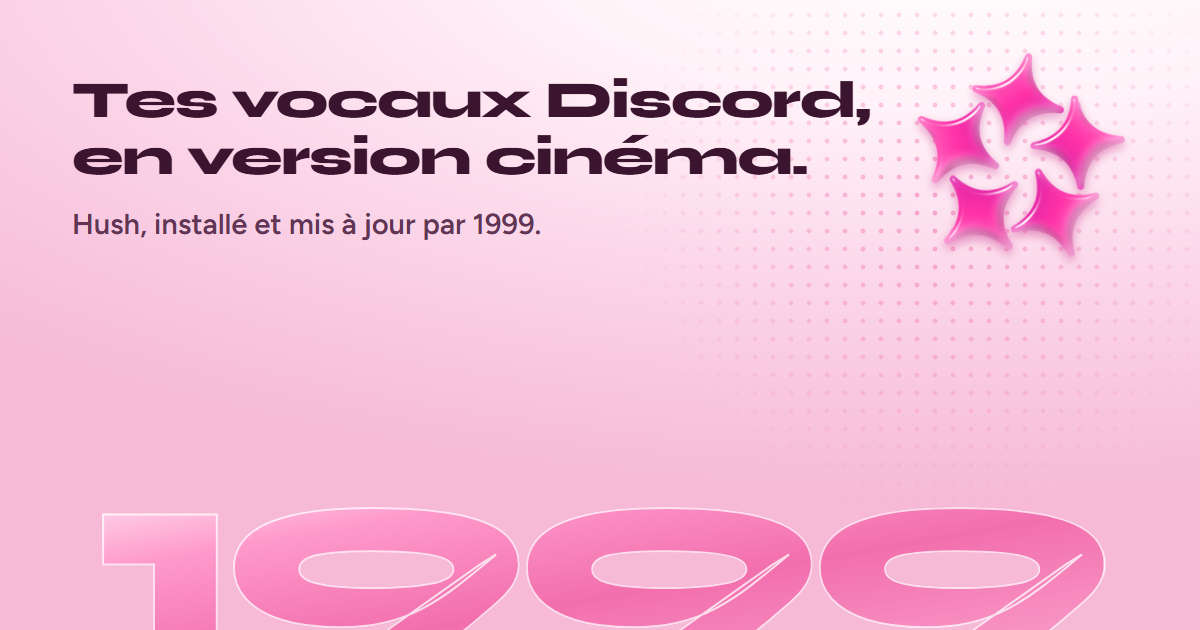 Tes vocaux Discord,
en version cinéma.
Hush, installé et mis à jour par 1999.
1999